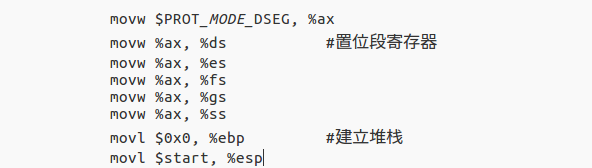 movw $PROT_MODE_DSEG, %ax
movw %ax, %ds #置位段寄存器
movw %ax, %es
movw %ax, %fs
movw %ax, %gs
movw %ax, %ss
movl $0x0, %ebp #建立堆栈
movl $start, %esp